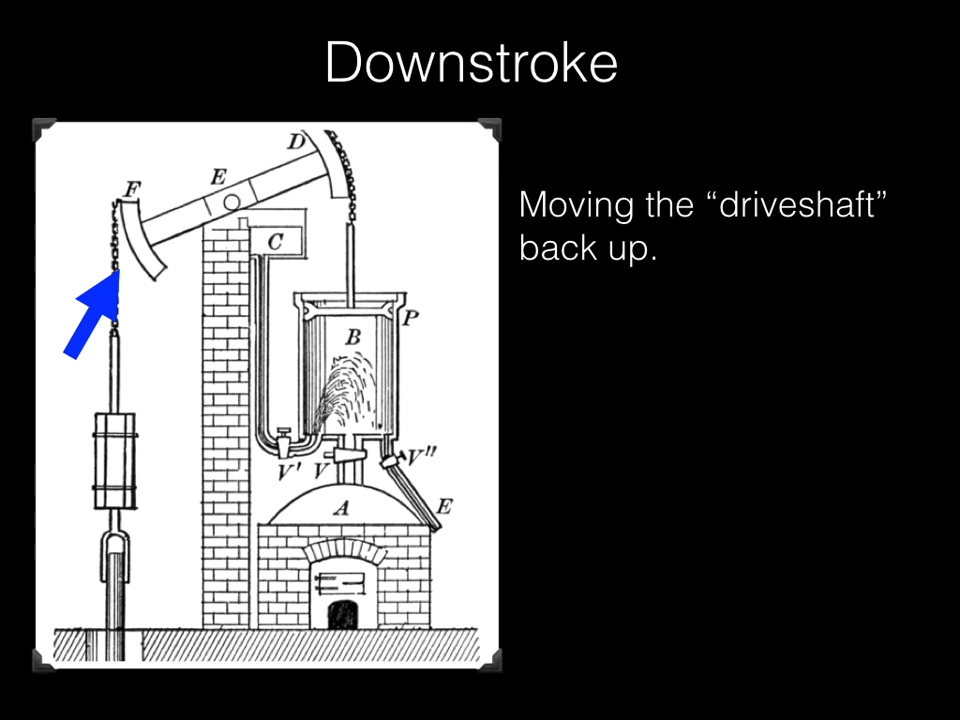 Downstroke
Moving the “driveshaft”
back up.
D
E
F
C
P
B
V'
V
V"
A
E